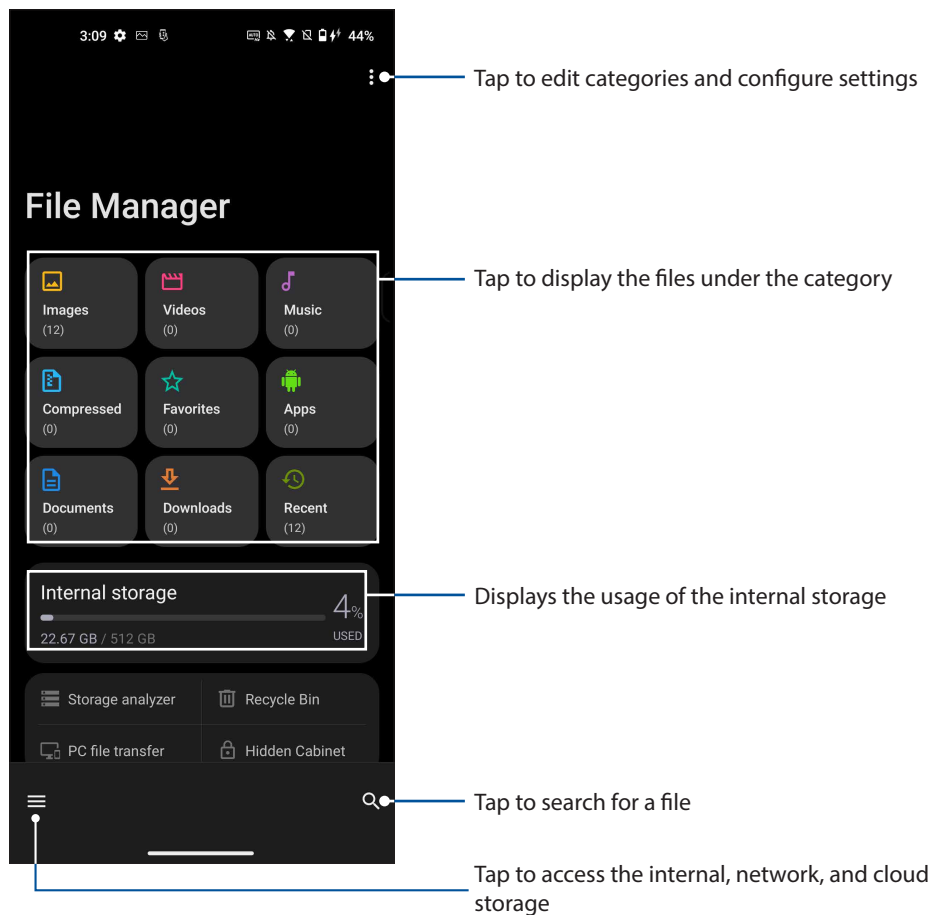 3:09 44%
Tap to edit categories and configure settings
File Manager
Tap to display the files under the category
Images Videos Music
(12) (0) (0)
Compressed Favorites Apps
(0) (0) (0)
Documents Downloads Recent
(0) (0) (12)
Internal storage 4%
Displays the usage of the internal storage
22.67 GB / 512 GB USED
Storage analyzer Recycle Bin
PC file transfer Hidden Cabinet
Tap to search for a file
Tap to access the internal, network, and cloud
storage